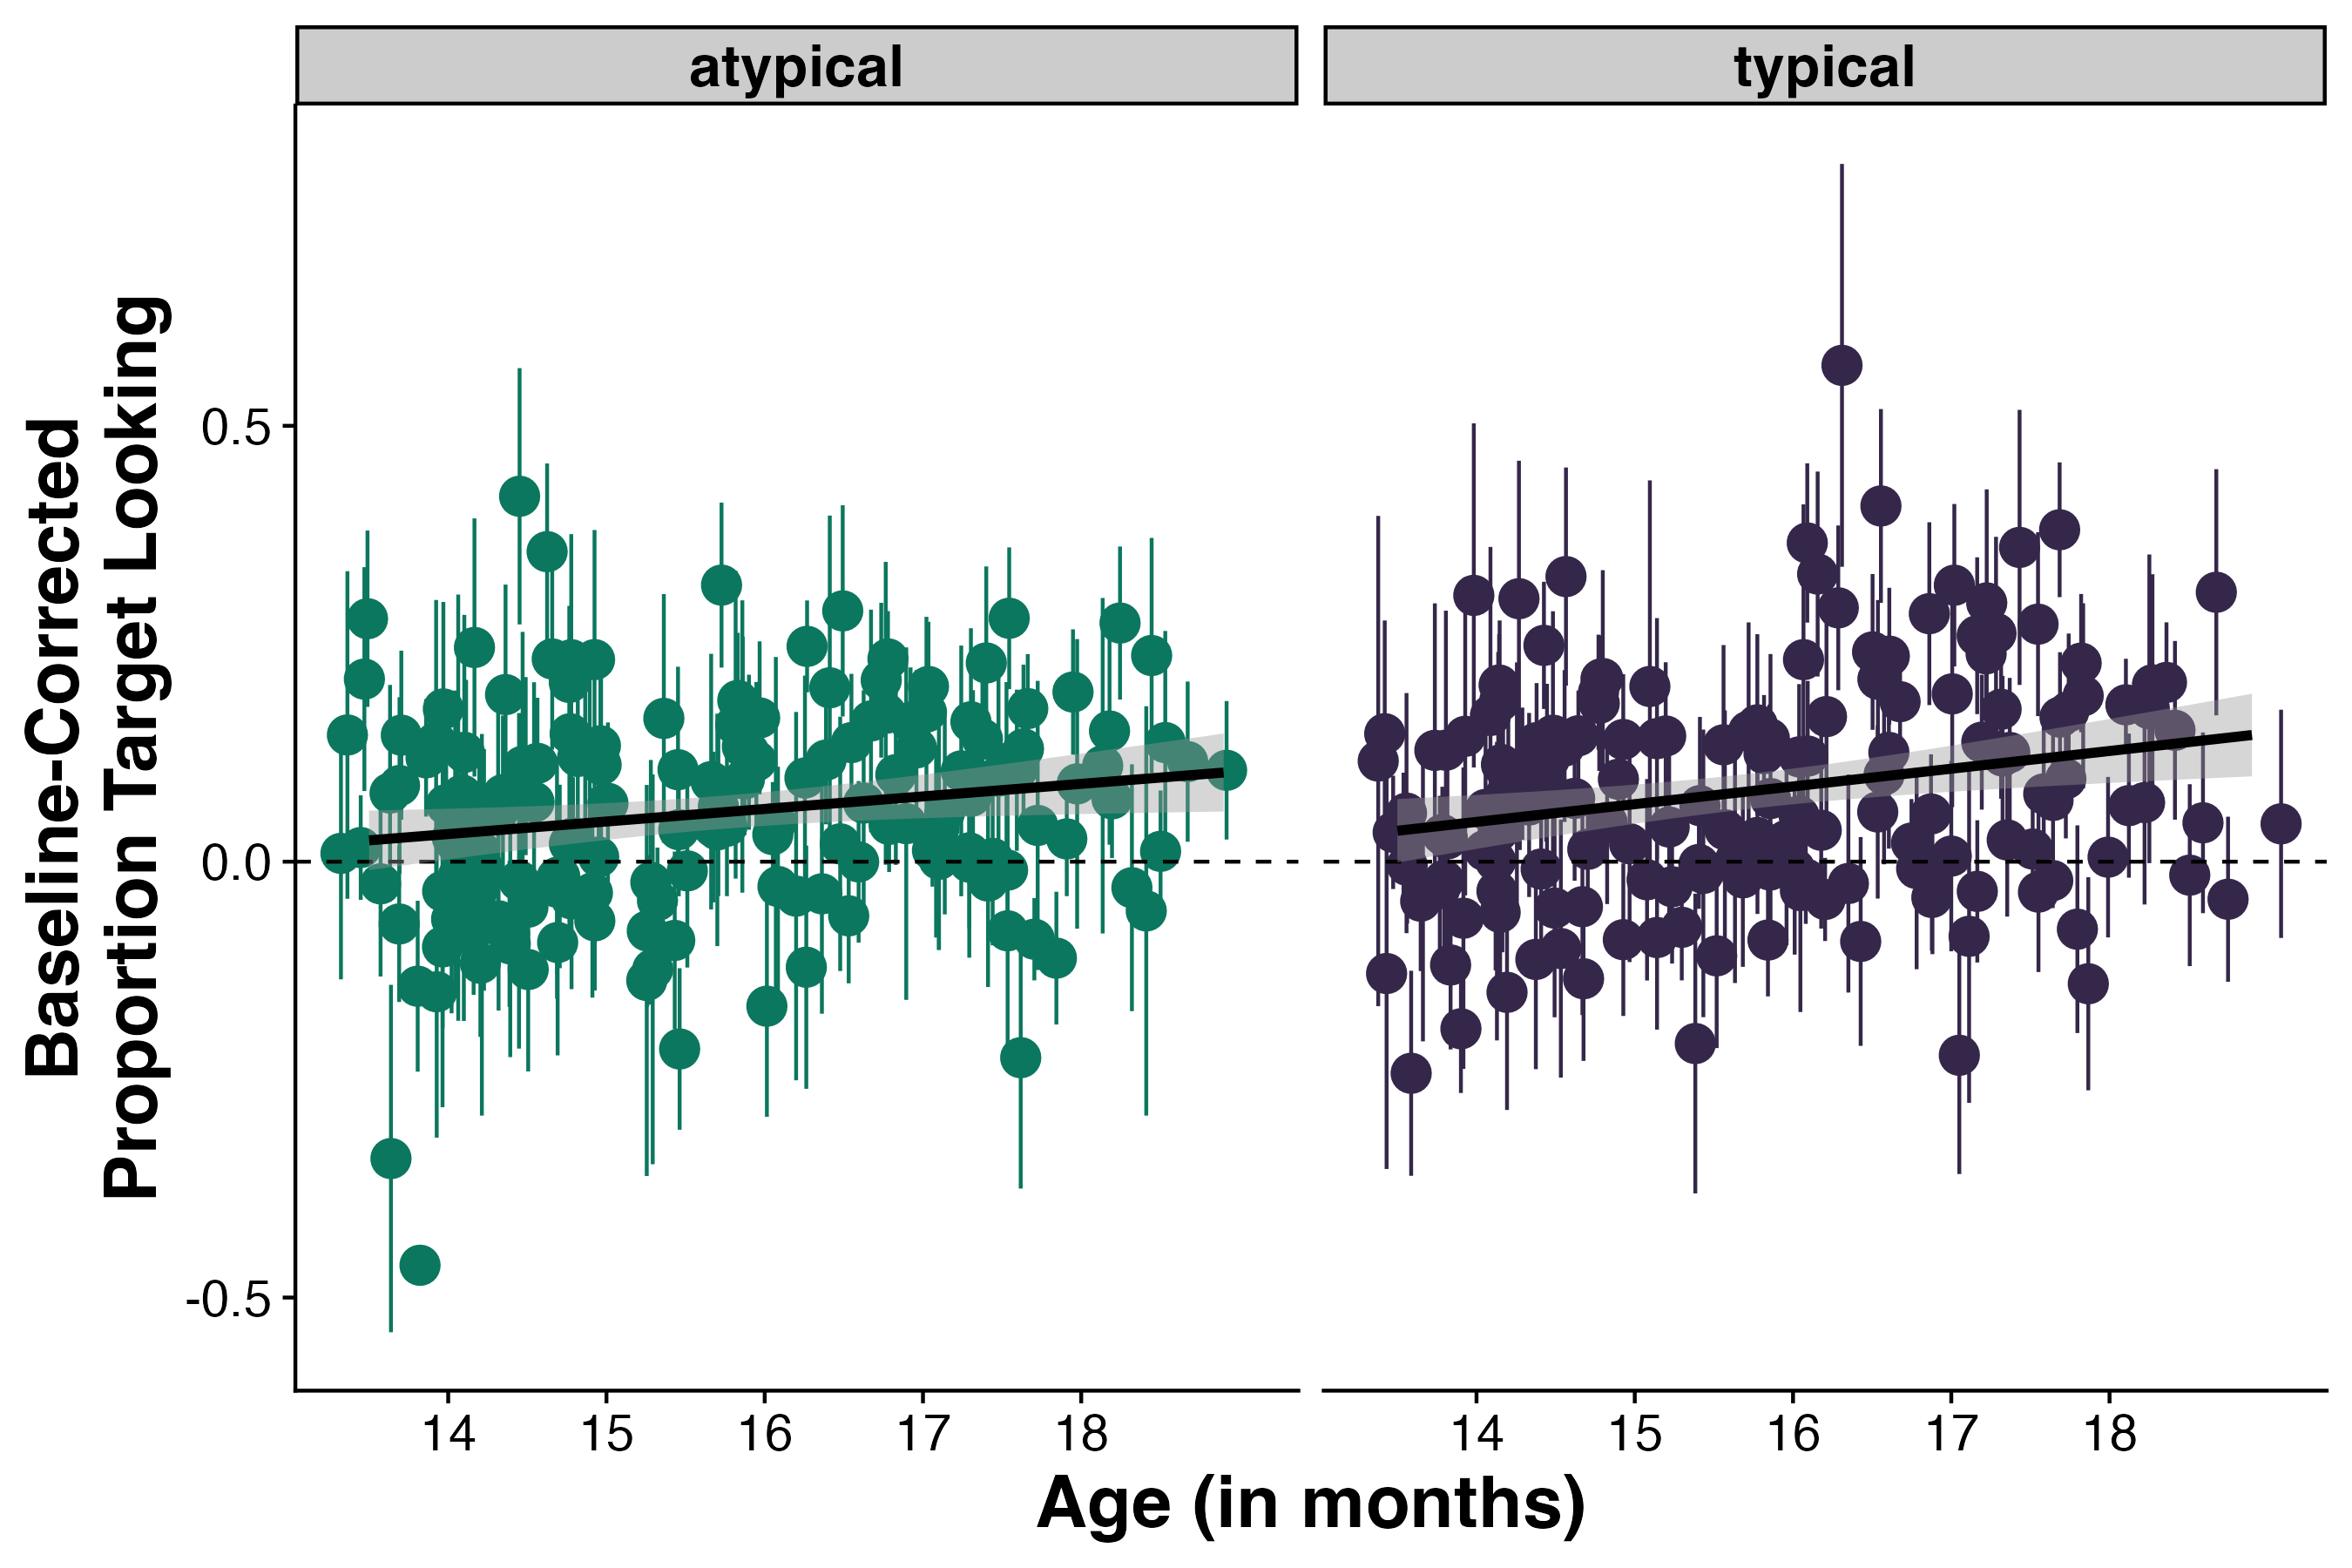 atypical
typical
Baseline-Corrected
Proportion Target Looking
0.5
0.0
-0.5
14
15
16
17
18
14
15
16
17
18
Age (in months)